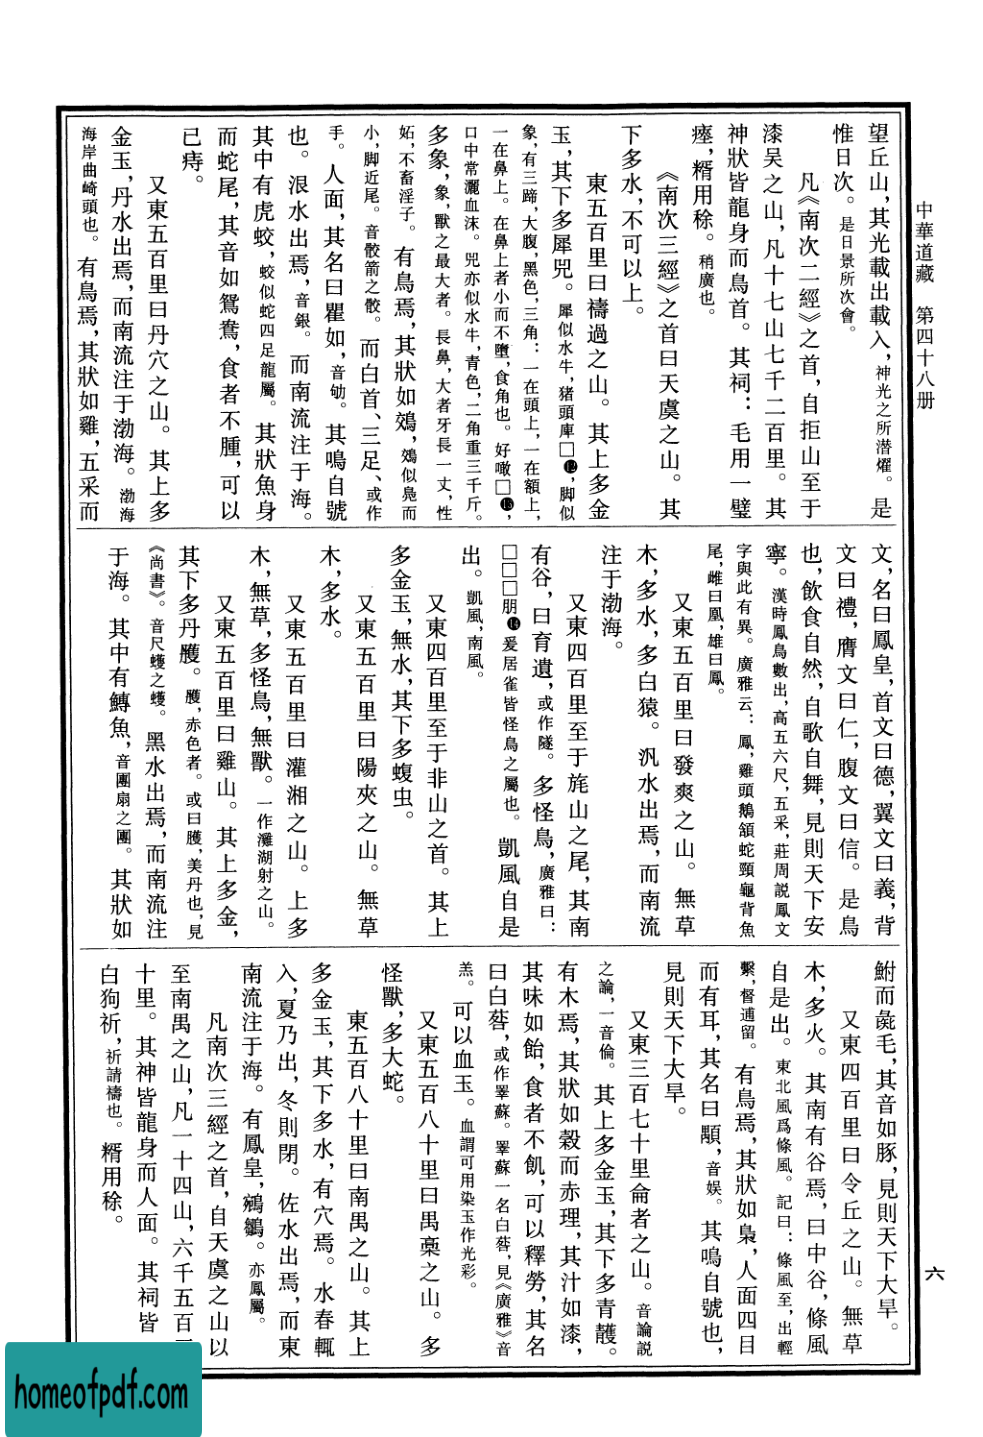 中華道藏　第四十八册
望丘山，其光載出載入，神光之所潛燿。是
惟日次。是日景所次會。
凡《南次二經》之首，自拒山至于
漆吴之山，凡十七山七千二百里。其
神狀皆龍身而鳥首。其祠：毛用一璧
瘞，糈用稌。稍廣也。
《南次三經》之首曰天虞之山。其
下多水，不可以上。
東五百里曰禱過之山。其上多金
玉，其下多犀兕。犀似水牛，猪頭庳□⓬，脚似
象，有三蹄，大腹，黑色，三角：一在頭上，一在額上，
一在鼻上。在鼻上者小而不墮，食角也。好噉□⓭，
口中常灑血沫。兕亦似水牛，青色，二角重三千斤。
多象，象，獸之最大者。長鼻，大者牙長一丈，性
妬，不畜淫子。有鳥焉，其狀如鵁，鵁似鳧而
小，脚近尾。音骹箭之骹。而白首、三足、或作
手。人面，其名曰瞿如，音劬。其鳴自號
也。泿水出焉，音銀。而南流注于海。
其中有虎蛟，蛟似蛇四足龍屬。其狀魚身
而蛇尾，其音如鴛鴦，食者不腫，可以
已痔。
又東五百里曰丹穴之山。其上多
金玉，丹水出焉，而南流注于渤海。渤海
海岸曲崎頭也。有鳥焉，其狀如雞，五采而
文，名曰鳳皇，首文曰德，翼文曰義，背
文曰禮，膺文曰仁，腹文曰信。是鳥
也，飲食自然，自歌自舞，見則天下安
寧。漢時鳳鳥數出，高五六尺，五采，莊周説鳳文
字與此有異。廣雅云：鳳，雞頭鵝頷蛇頸龜背魚
尾，雌曰凰，雄曰鳳。
又東五百里曰發爽之山。無草
木，多水，多白猿。汎水出焉，而南流
注于渤海。
又東四百里至于旄山之尾，其南
有谷，曰育遺，或作隧。多怪鳥，廣雅曰：
□□□朋⓮爰居雀皆怪鳥之屬也。凱風自是
出。凱風，南風。
又東四百里至于非山之首。其上
多金玉，無水，其下多蝮虫。
又東五百里曰陽夾之山。無草
木，多水。
又東五百里曰灌湘之山。上多
木，無草，多怪鳥，無獸。一作灘湖射之山。
又東五百里曰雞山。其上多金，
其下多丹雘。雘，赤色者。或曰雘，美丹也，見
《尚書》。音尺蠖之蠖。黑水出焉，而南流注
于海。其中有鱄魚，音團扇之團。其狀如
鮒而彘毛，其音如豚，見則天下大旱。
又東四百里曰令丘之山。無草
木，多火。其南有谷焉，曰中谷，條風
自是出。東北風爲條風。記曰：條風至，出輕
繫，督逋留。有鳥焉，其狀如梟，人面四目
而有耳，其名曰顒，音娱。其鳴自號也，
見則天下大旱。
又東三百七十里侖者之山。音論説
之論，一音倫。其上多金玉，其下多青雘。
有木焉，其狀如穀而赤理，其汁如漆，
其味如飴，食者不飢，可以釋勞，其名
曰白䓘，或作睪蘇。睪蘇一名白䓘，見《廣雅》音
羔。可以血玉。血謂可用染玉作光彩。
又東五百八十里曰禺槀之山。多
怪獸，多大蛇。
東五百八十里曰南禺之山。其上
多金玉，其下多水，有穴焉。水春輒
入，夏乃出，冬則閉。佐水出焉，而東
南流注于海。有鳳皇，鵷鶵。亦鳳屬。
凡南次三經之首，自天虞之山以
至南禺之山，凡一十四山，六千五百三
十里。其神皆龍身而人面。其祠皆
白狗祈，祈請禱也。糈用稌。
六
homeofpdf.com